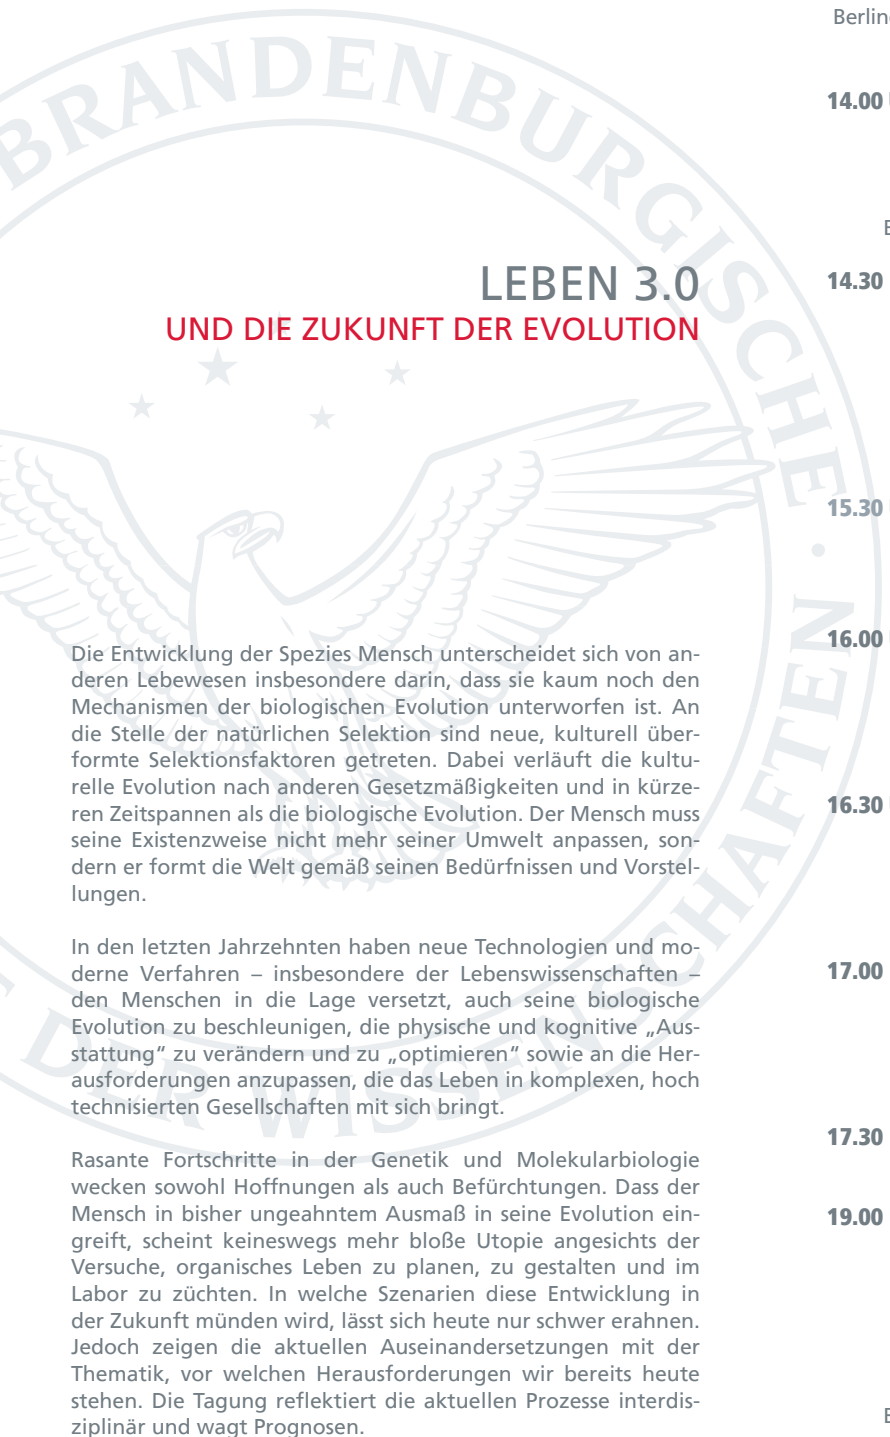 BRANDENBURGISCHE
DER WISSENSCHAFTEN
LEBEN 3.0
UND DIE ZUKUNFT DER EVOLUTION
Die Entwicklung der Spezies Mensch unterscheidet sich von an-
deren Lebewesen insbesondere darin, dass sie kaum noch den
Mechanismen der biologischen Evolution unterworfen ist. An
die Stelle der natürlichen Selektion sind neue, kulturell über-
formte Selektionsfaktoren getreten. Dabei verläuft die kultu-
relle Evolution nach anderen Gesetzmäßigkeiten und in kürze-
ren Zeitspannen als die biologische Evolution. Der Mensch muss
seine Existenzweise nicht mehr seiner Umwelt anpassen, son-
dern er formt die Welt gemäß seinen Bedürfnissen und Vorstel-
lungen.
In den letzten Jahrzehnten haben neue Technologien und mo-
derne Verfahren – insbesondere der Lebenswissenschaften –
den Menschen in die Lage versetzt, auch seine biologische
Evolution zu beschleunigen, die physische und kognitive „Aus-
stattung“ zu verändern und zu „optimieren“ sowie an die Her-
ausforderungen anzupassen, die das Leben in komplexen, hoch
technisierten Gesellschaften mit sich bringt.
Rasante Fortschritte in der Genetik und Molekularbiologie
wecken sowohl Hoffnungen als auch Befürchtungen. Dass der
Mensch in bisher ungeahntem Ausmaß in seine Evolution ein-
greift, scheint keineswegs mehr bloße Utopie angesichts der
Versuche, organisches Leben zu planen, zu gestalten und im
Labor zu züchten. In welche Szenarien diese Entwicklung in
der Zukunft münden wird, lässt sich heute nur schwer erahnen.
Jedoch zeigen die aktuellen Auseinandersetzungen mit der
Thematik, vor welchen Herausforderungen wir bereits heute
stehen. Die Tagung reflektiert die aktuellen Prozesse interdis-
ziplinär und wagt Prognosen.
14.00
14.30
15.30
16.00
16.30
17.00
17.30
19.00